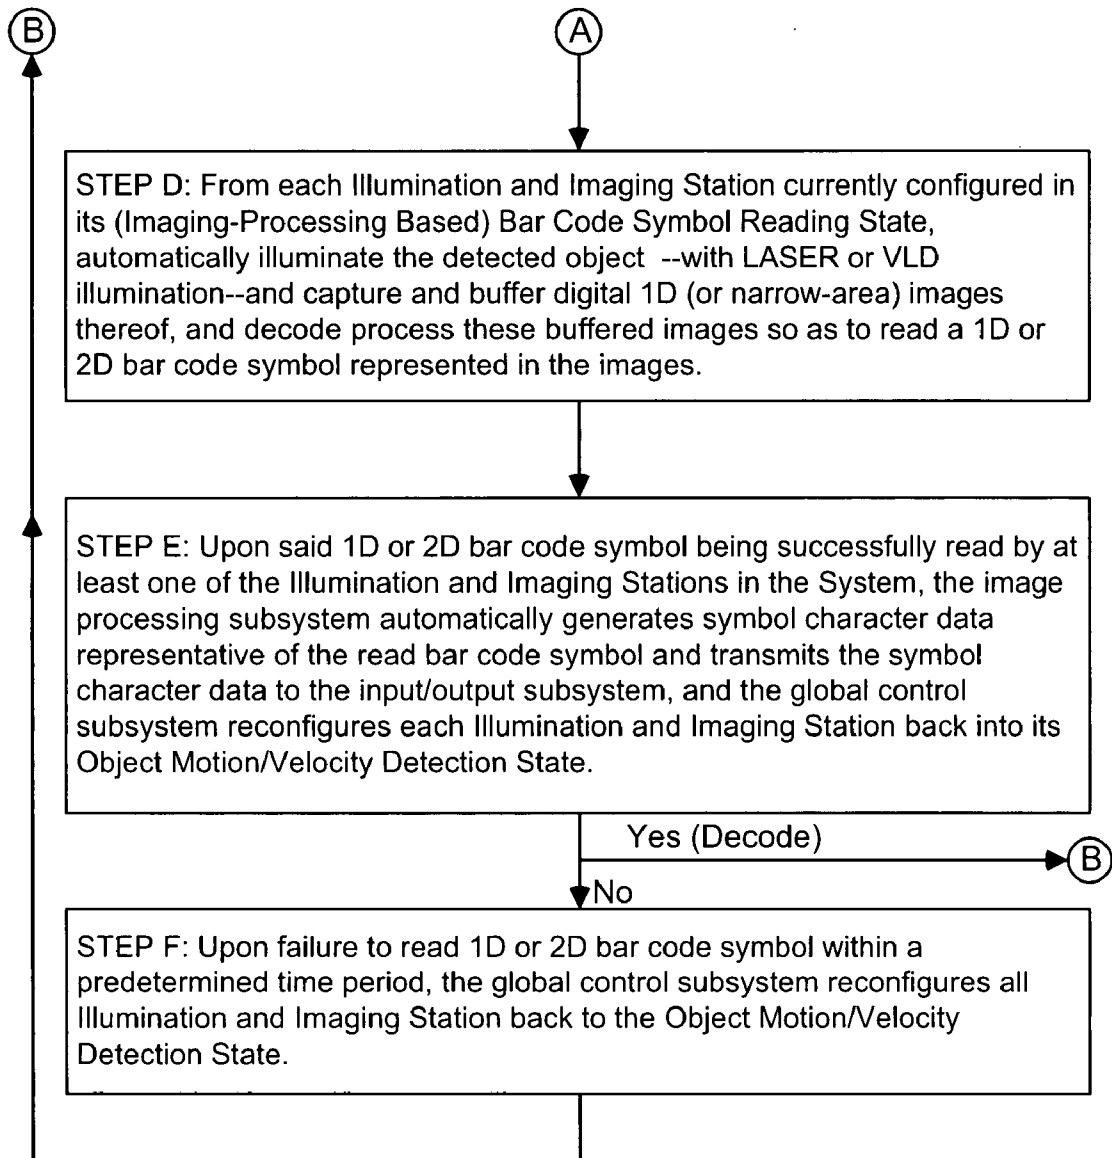 B
A
STEP D: From each Illumination and Imaging Station currently configured in
its (Imaging-Processing Based) Bar Code Symbol Reading State,
automatically illuminate the detected object  --with LASER or VLD
illumination--and capture and buffer digital 1D (or narrow-area) images
thereof, and decode process these buffered images so as to read a 1D or
2D bar code symbol represented in the images.
STEP E: Upon said 1D or 2D bar code symbol being successfully read by at
least one of the Illumination and Imaging Stations in the System, the image
processing subsystem automatically generates symbol character data
representative of the read bar code symbol and transmits the symbol
character data to the input/output subsystem, and the global control
subsystem reconfigures each Illumination and Imaging Station back into its
Object Motion/Velocity Detection State.
Yes (Decode)
B
No
STEP F: Upon failure to read 1D or 2D bar code symbol within a
predetermined time period, the global control subsystem reconfigures all
Illumination and Imaging Station back to the Object Motion/Velocity
Detection State.